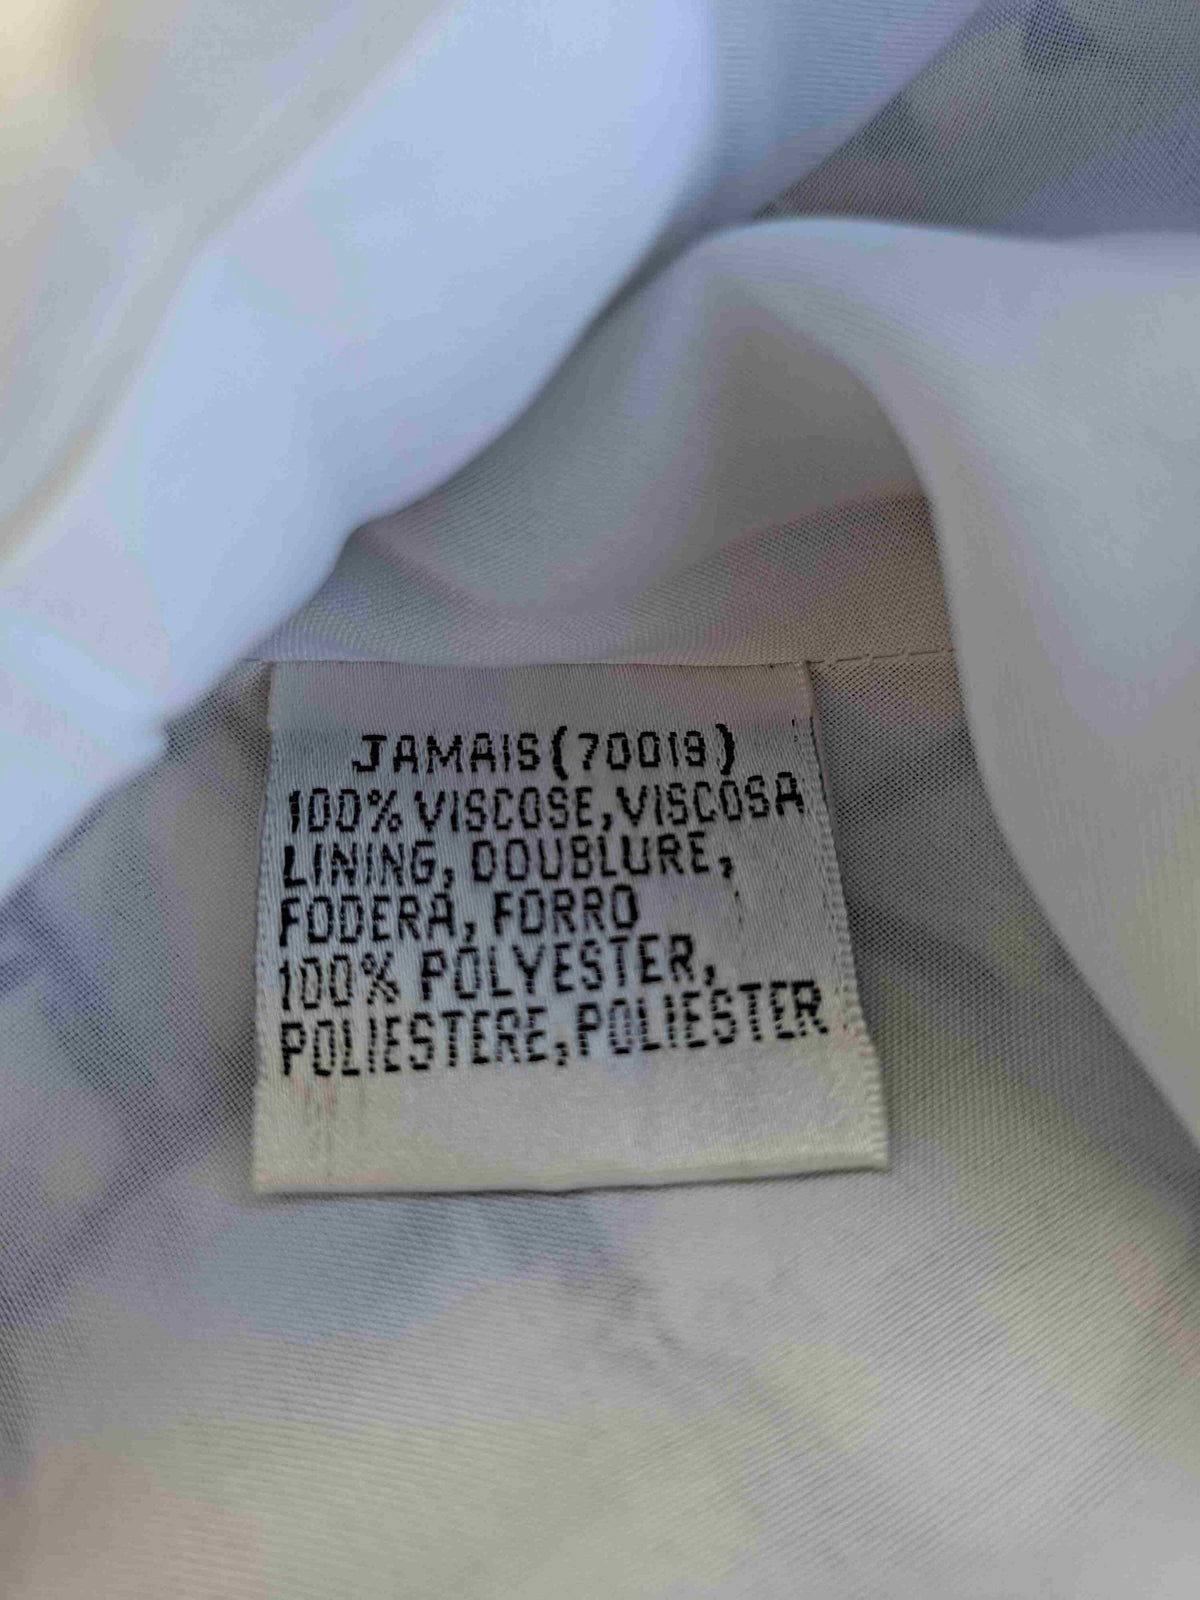 JAMAIS(70019)
100% VISCOSE,VISCOSA
LINING, DOUBLURE,
FODERA, FORRO
100% POLYESTER,
POLIESTERE,POLIESTER